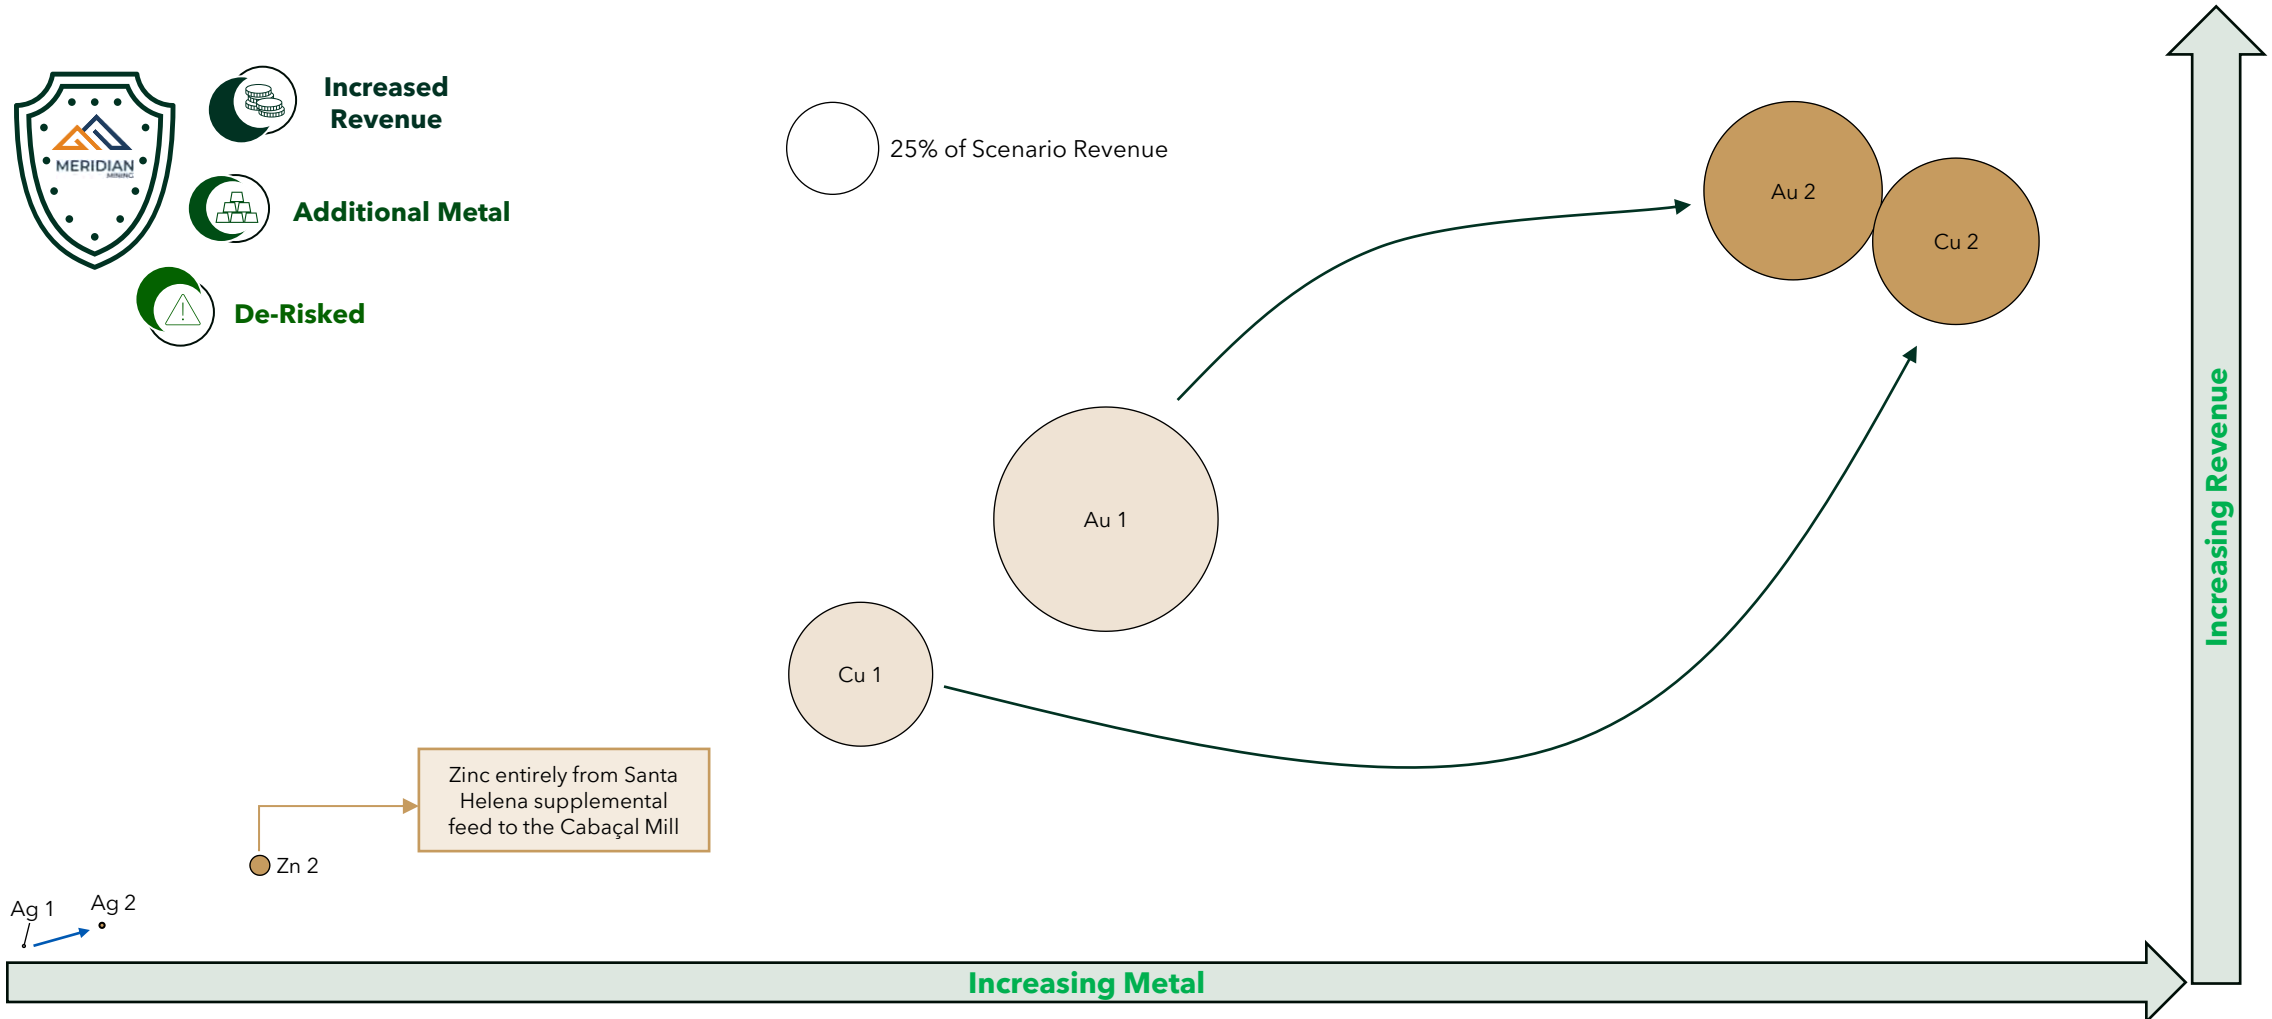 MERIDIAN
MINING
Increased
Revenue
Additional Metal
De-Risked
25% of Scenario Revenue
Au 2
Cu 2
Au 1
Cu 1
Zinc entirely from Santa
Helena supplemental
feed to the Cabaçal Mill
Zn 2
Ag 1
Ag 2
Increasing Metal
Increasing Revenue